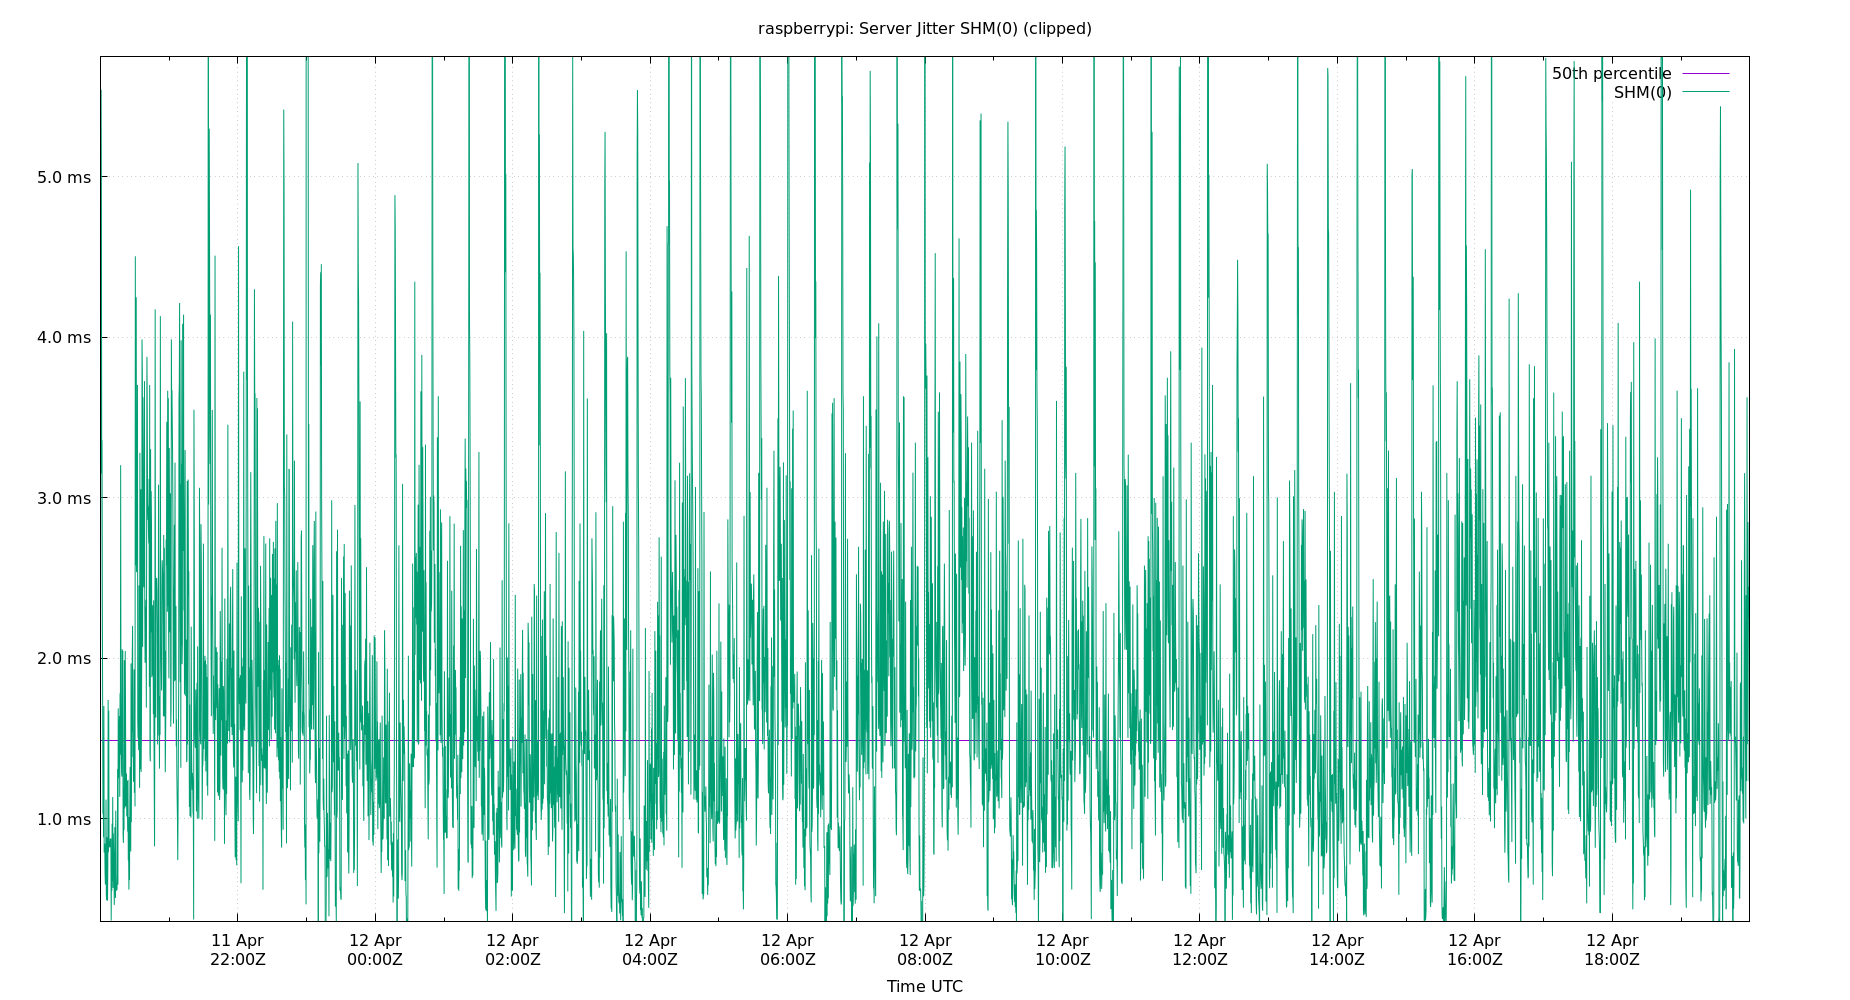 raspberrypi: Server Jitter SHM(0) (clipped)
50th percentile
SHM(0)
5.0 ms
4.0 ms
3.0 ms
2.0 ms
1.0 ms
11 Apr 12 Apr 12 Apr 12 Apr 12 Apr 12 Apr 12 Apr 12 Apr 12 Apr 12 Apr 12 Apr
22:00Z 00:00Z 02:00Z 04:00Z 06:00Z 08:00Z 10:00Z 12:00Z 14:00Z 16:00Z 18:00Z
Time UTC